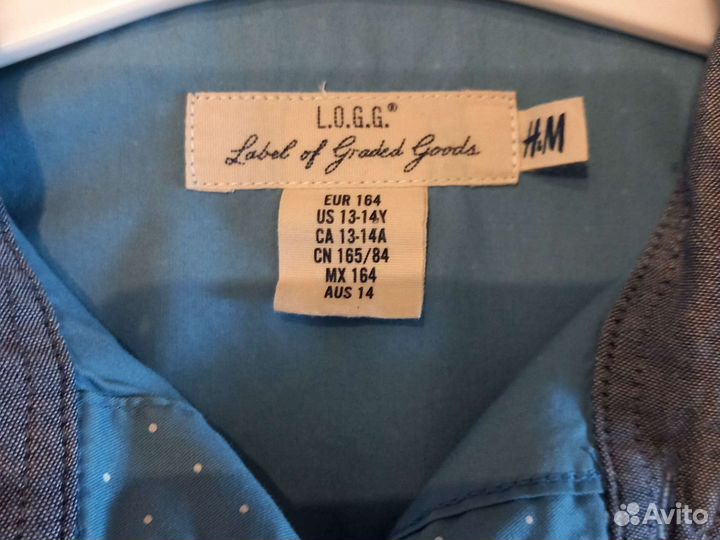 L.O.G.G.®
Label of Graded Goods
H&M
EUR 164
US 13-14Y
CA 13-14A
CN 165/84
MX 164
AUS 14
Avito